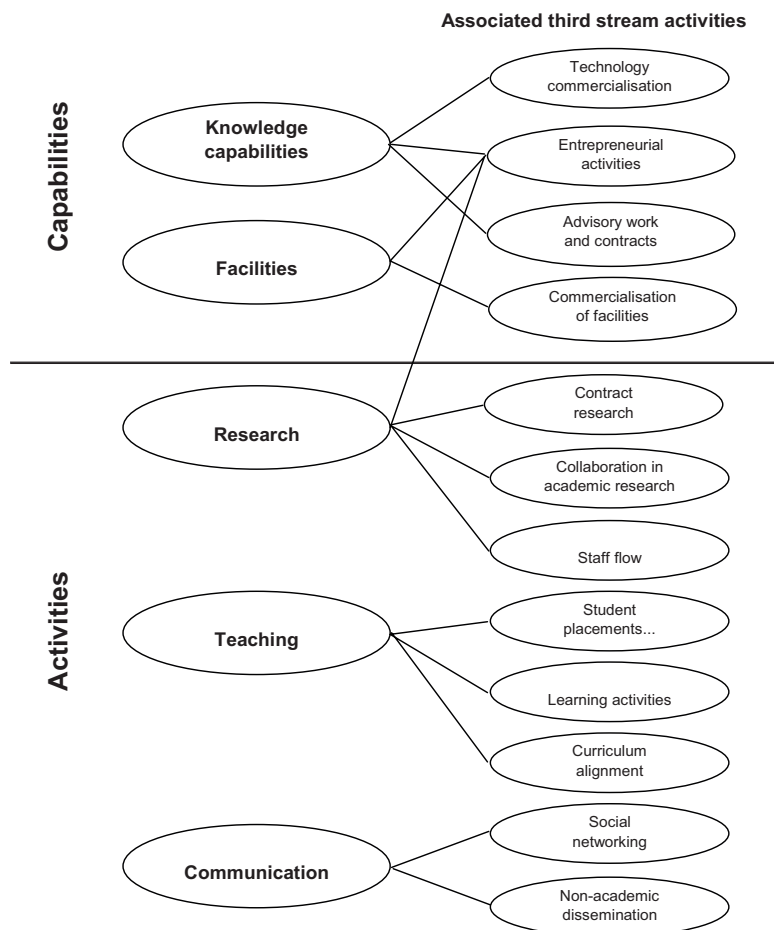 Associated third stream activities
Capabilities
Technology
commercialisation
Knowledge
capabilities
Entrepreneurial
activities
Advisory work
and contracts
Facilities
Commercialisation
of facilities
Activities
Research
Contract
research
Collaboration in
academic research
Staff flow
Teaching
Student
placements...
Learning activities
Curriculum
alignment
Communication
Social
networking
Non-academic
dissemination